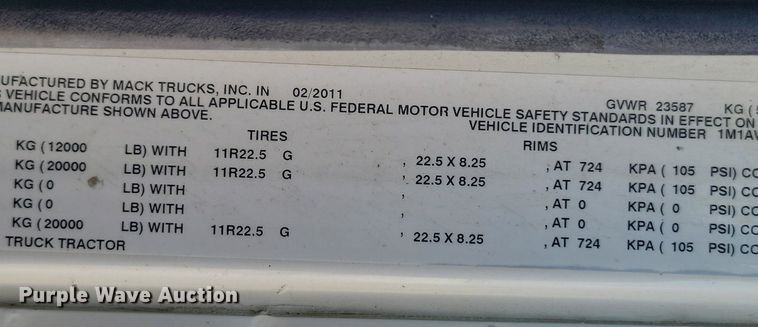 UFACTURED BY MACK TRUCKS, INC. IN 02/2011 GVWR 23587 KG (
VEHICLE CONFORMS TO ALL APPLICABLE U.S. FEDERAL MOTOR VEHICLE SAFETY STANDARDS IN EFFECT ON
MANUFACTURE SHOWN ABOVE. VEHICLE IDENTIFICATION NUMBER 1M1A
TIRES RIMS
KG (12000 LB) WITH 11R22.5 G , 22.5 X 8.25 , AT 724 KPA ( 105 PSI) CO
KG (20000 LB) WITH 11R22.5 G , 22.5 X 8.25 , AT 724 KPA ( 105 PSI) CO
KG (0 LB) WITH , , AT 0 KPA ( 0 PSI) CO
KG (0 LB) WITH , , AT 0 KPA ( 0 PSI) CO
KG (20000 LB) WITH 11R22.5 G , 22.5 X 8.25 , AT 724 KPA ( 105 PSI) CO
TRUCK TRACTOR
Purple Wave Auction